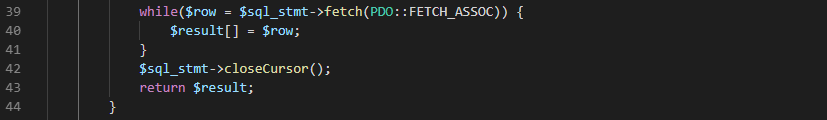 39 while($row = $sql_stmt->fetch(PDO::FETCH_ASSOC)) {
40 $result[] = $row;
41 }
42 $sql_stmt->closeCursor();
43 return $result;
44 }